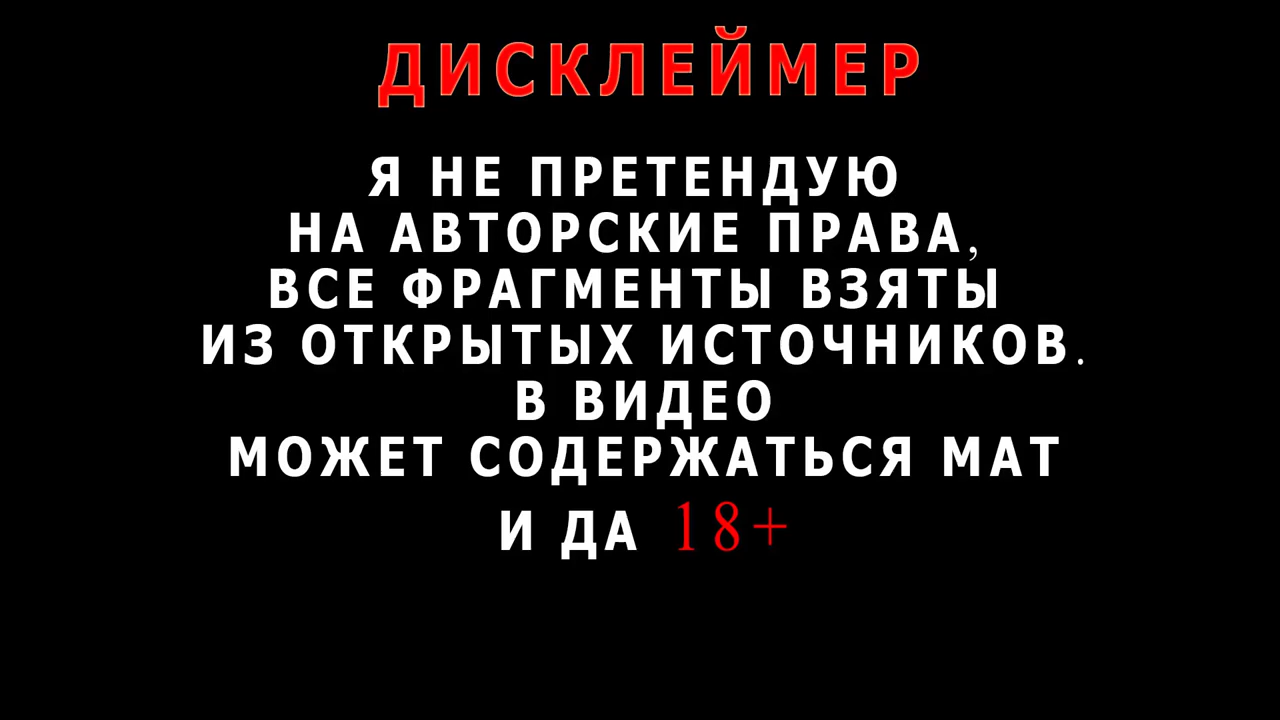 ДИСКЛЕЙМЕР
Я НЕ ПРЕТЕНДУЮ
НА АВТОРСКИЕ ПРАВА,
ВСЕ ФРАГМЕНТЫ ВЗЯТЫ
ИЗ ОТКРЫТЫХ ИСТОЧНИКОВ.
В ВИДЕО
МОЖЕТ СОДЕРЖАТЬСЯ МАТ
И ДА 18+